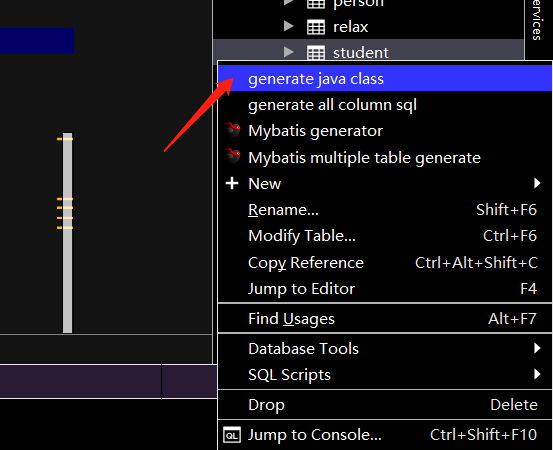 person
relax
student
ervices
generate java class
generate all column sql
Mybatis generator
Mybatis multiple table generate
New
Rename... Shift+F6
Modify Table... Ctrl+F6
Copy Reference Ctrl+Alt+Shift+C
Jump to Editor F4
Find Usages Alt+F7
Database Tools
SQL Scripts
Drop Delete
QL Jump to Console... Ctrl+Shift+F10